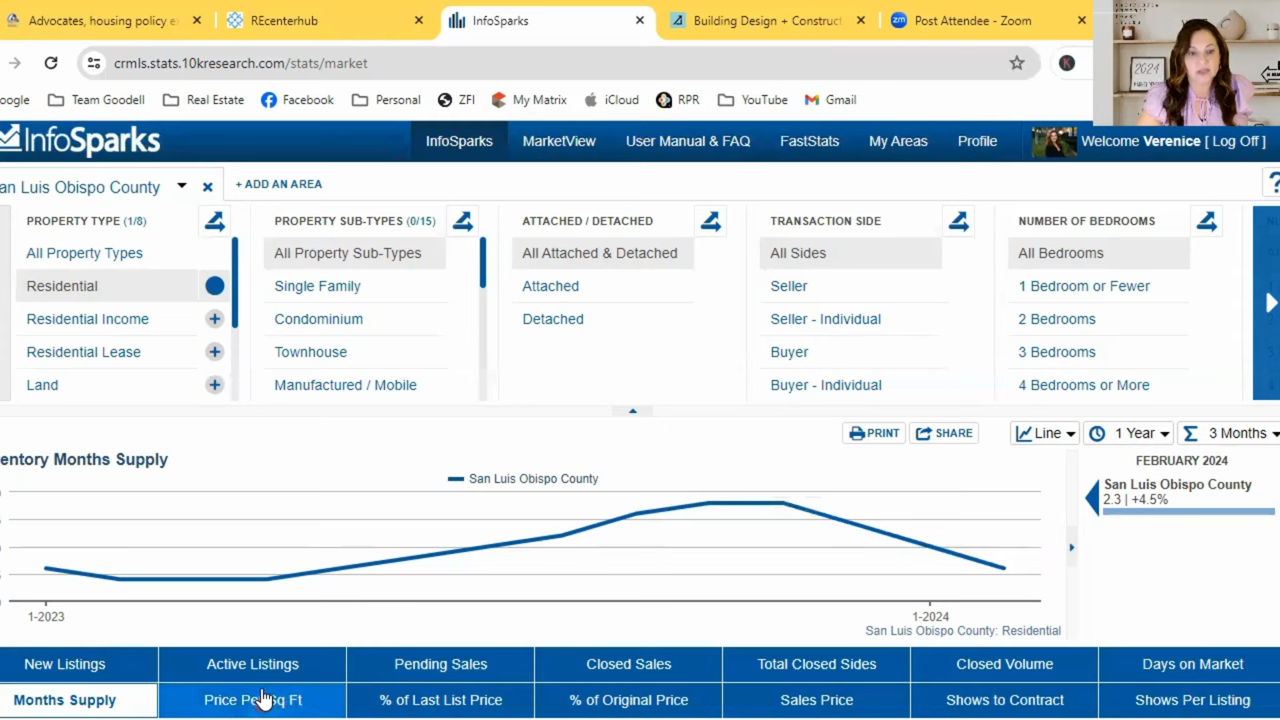 Advocates, housing policy e
REcenterhub
InfoSparks
Building Design + Construct
zm Post Attendee - Zoom
crmls.stats.10kresearch.com/stats/market
K
oogle Team Goodell Real Estate Facebook Personal ZFI My Matrix iCloud RPR YouTube Gmail
2024
InfoSparks
InfoSparks MarketView User Manual & FAQ FastStats My Areas Profile Welcome Verenice [ Log Off ]
an Luis Obispo County + ADD AN AREA ?
PROPERTY TYPE (1/8) PROPERTY SUB-TYPES (0/15) ATTACHED / DETACHED TRANSACTION SIDE NUMBER OF BEDROOMS
All Property Types All Property Sub-Types All Attached & Detached All Sides All Bedrooms
Residential Single Family Attached Seller 1 Bedroom or Fewer
Residential Income Condominium Detached Seller - Individual 2 Bedrooms
Residential Lease Townhouse Buyer 3 Bedrooms
Land Manufactured / Mobile Buyer - Individual 4 Bedrooms or More
PRINT SHARE Line 1 Year 3 Months
entory Months Supply
San Luis Obispo County
FEBRUARY 2024
San Luis Obispo County
2.3 | +4.5%
1-2023 1-2024
San Luis Obispo County: Residential
New Listings Active Listings Pending Sales Closed Sales Total Closed Sides Closed Volume Days on Market
Months Supply Price Per Sq Ft % of Last List Price % of Original Price Sales Price Shows to Contract Shows Per Listing